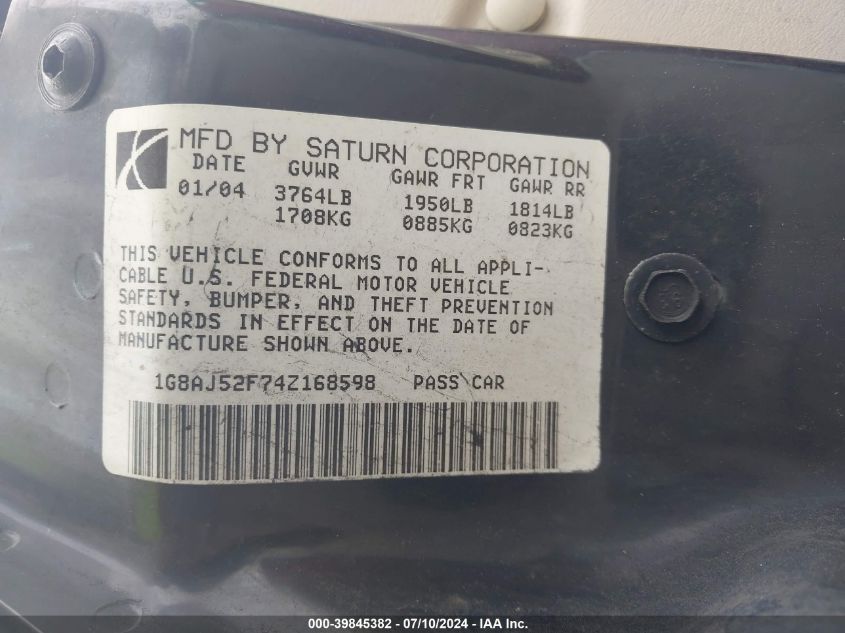 MFD BY SATURN CORPORATION
DATE GVWR GAWR FRT GAWR RR
01/04 3764LB 1950LB 1814LB
1708KG 0885KG 0823KG
THIS VEHICLE CONFORMS TO ALL APPLI-
CABLE U.S. FEDERAL MOTOR VEHICLE
SAFETY, BUMPER, AND THEFT PREVENTION
STANDARDS IN EFFECT ON THE DATE OF
MANUFACTURE SHOWN ABOVE.
1G8AJ52F74Z168598 PASS CAR
000-39845382 - 07/10/2024 - IAA Inc.